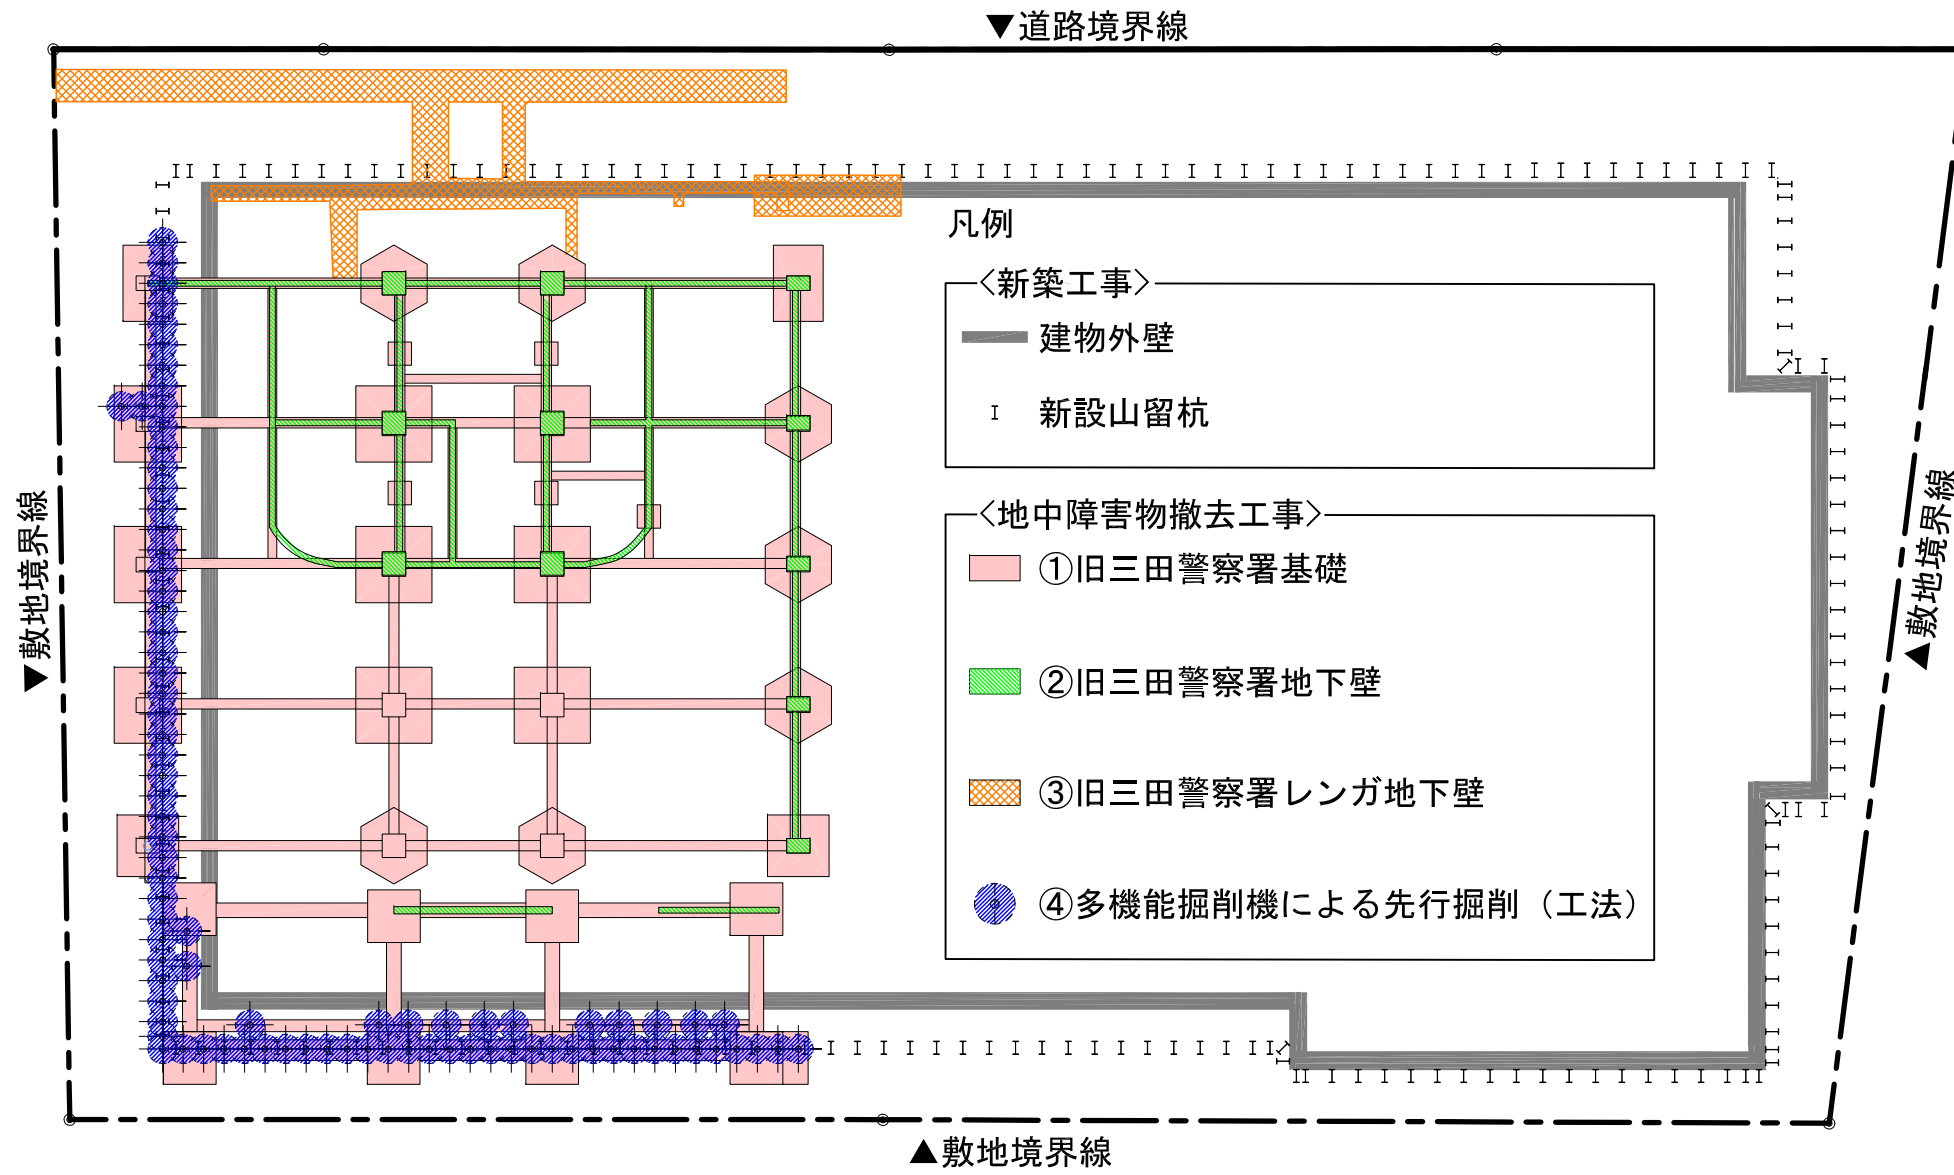 ▼道路境界線
凡例
〈新築工事〉
建物外壁
新設山留杭
〈地中障害物撤去工事〉
①旧三田警察署基礎
②旧三田警察署地下壁
③旧三田警察署レンガ地下壁
④多機能掘削機による先行掘削（工法）
▼敷地境界線
▲敷地境界線
▲敷地境界線